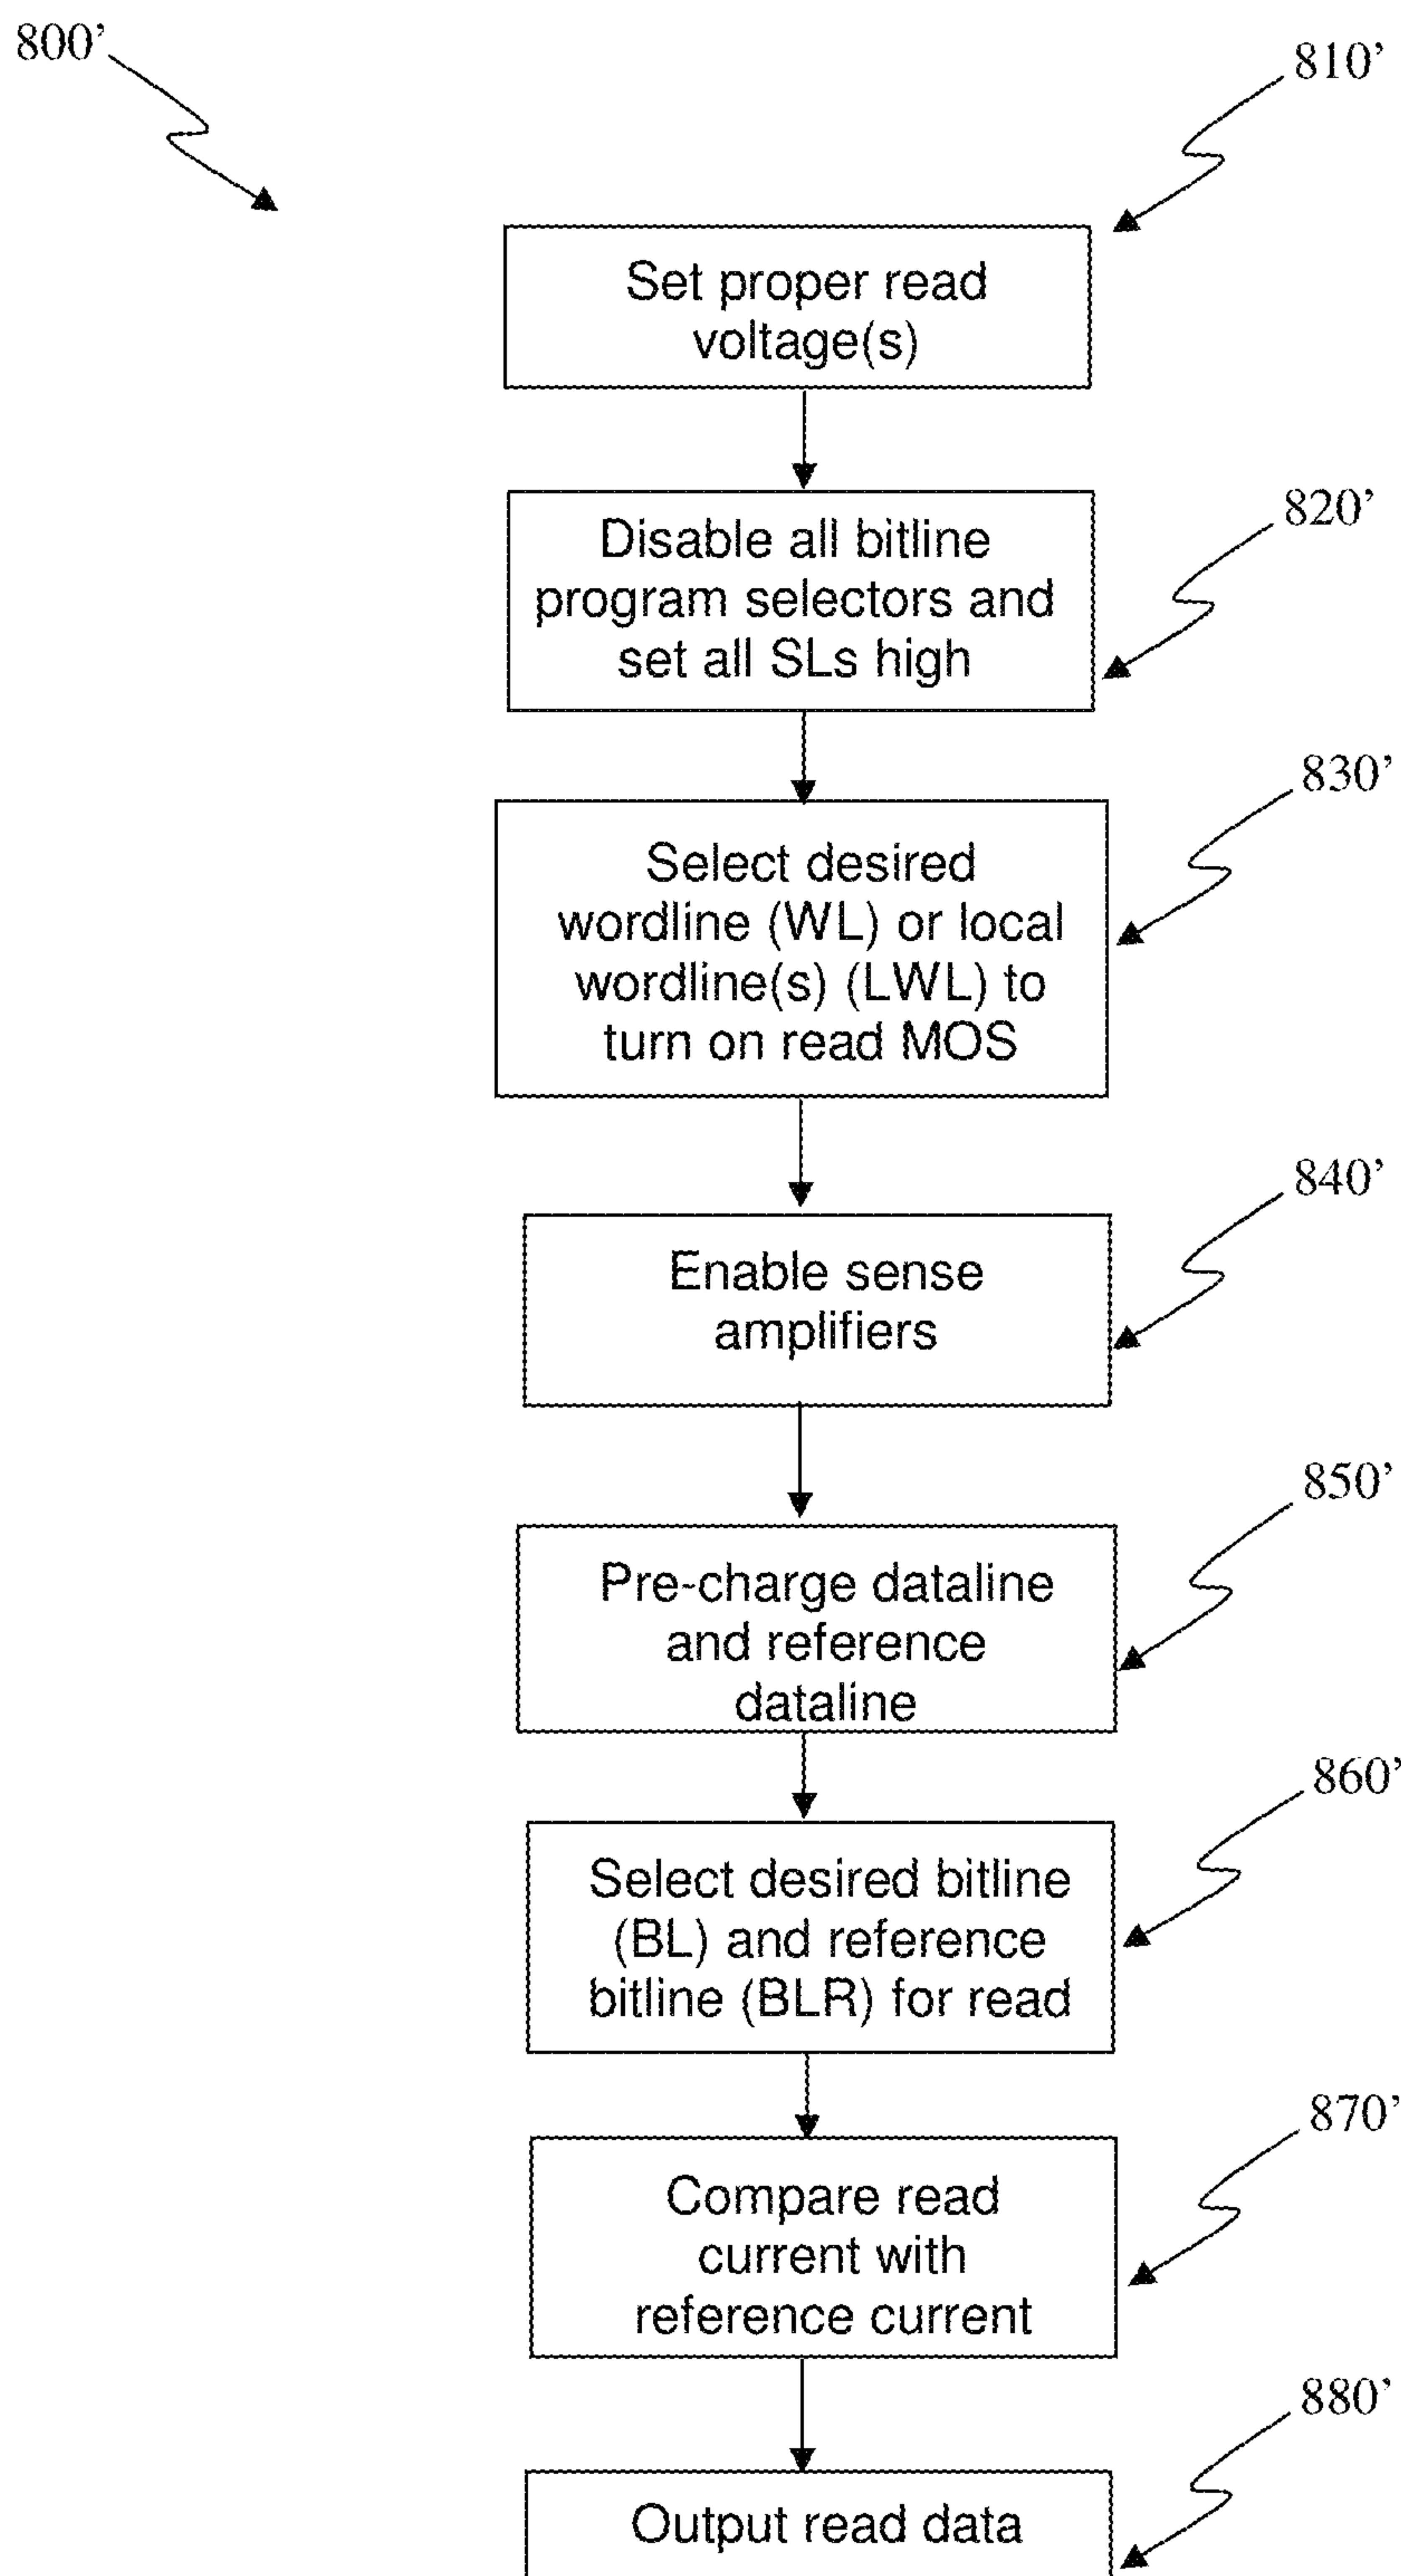 800’
810’
Set proper read
voltage(s)
820’
Disable all bitline
program selectors and
set all SLs high
830’
Select desired
wordline (WL) or local
wordline(s) (LWL) to
turn on read MOS
840’
Enable sense
amplifiers
850’
Pre-charge dataline
and reference
dataline
860’
Select desired bitline
(BL) and reference
bitline (BLR) for read
870’
Compare read
current with
reference current
880’
Output read data